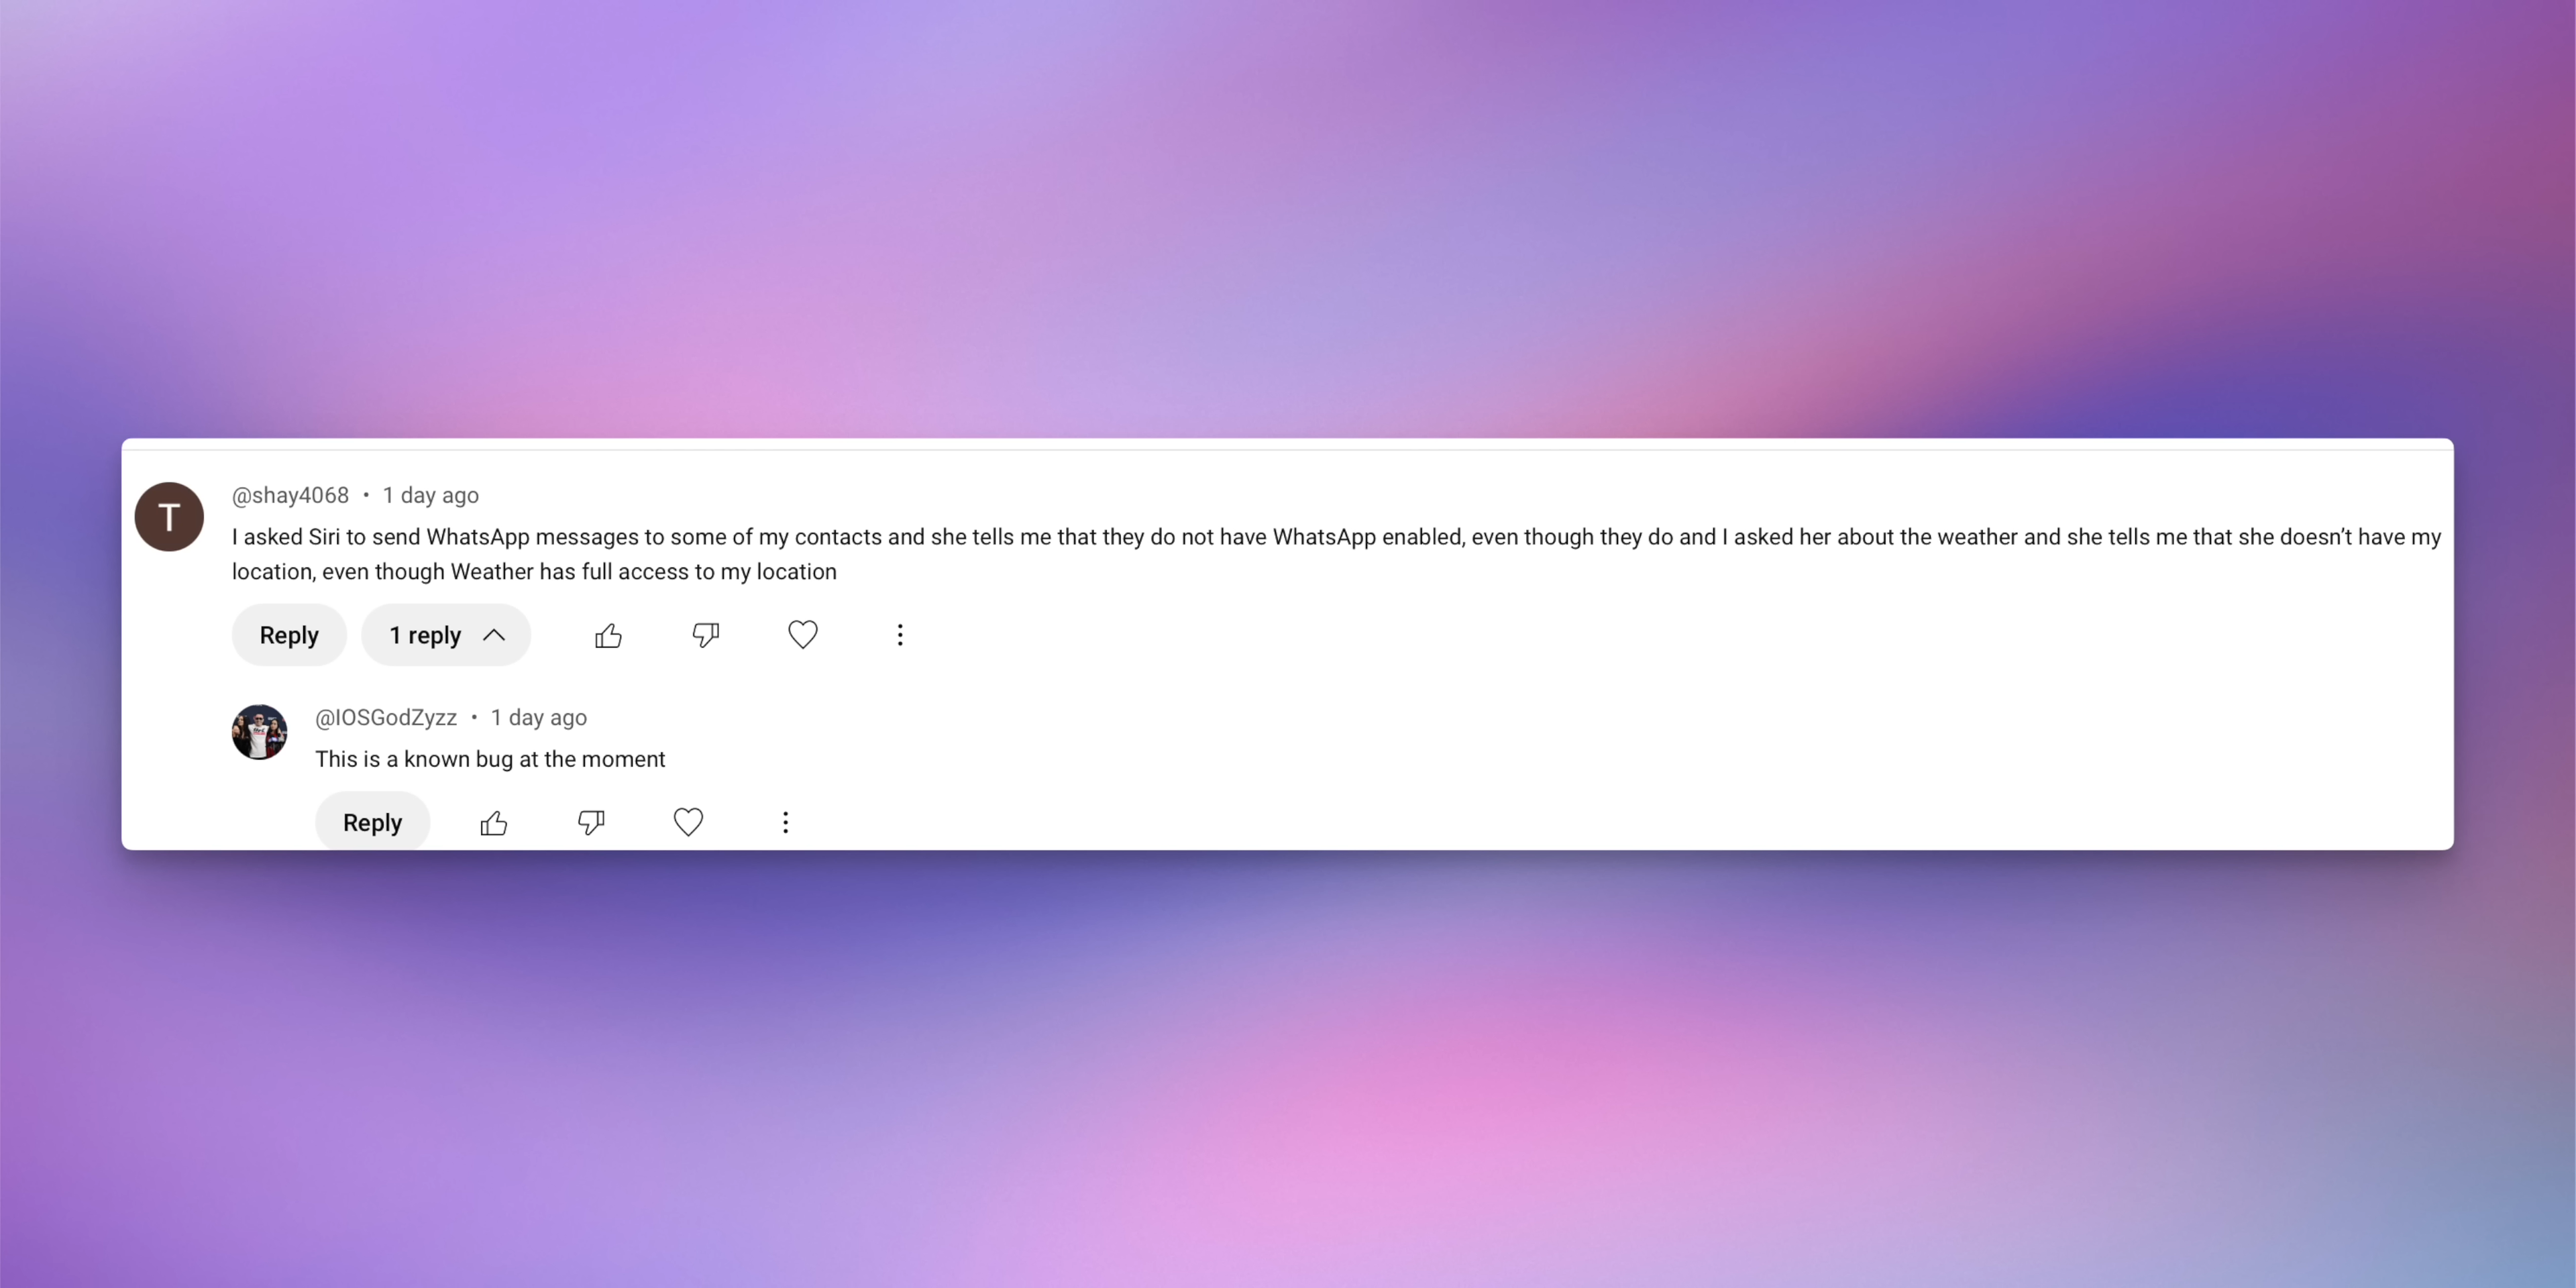 T
@shay4068 • 1 day ago
I asked Siri to send WhatsApp messages to some of my contacts and she tells me that they do not have WhatsApp enabled, even though they do and I asked her about the weather and she tells me that she doesn’t have my
location, even though Weather has full access to my location
Reply 1 reply
@IOSGodZyzz • 1 day ago
This is a known bug at the moment
Reply